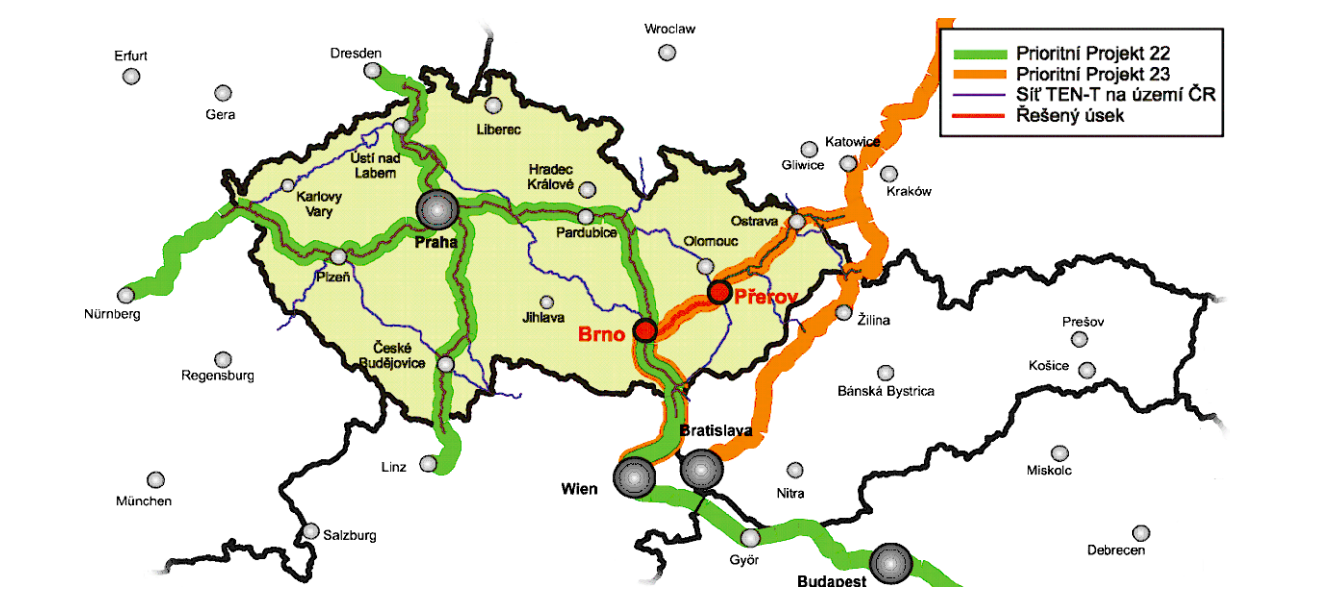 Wroclaw
Dresden
Erfurt
Prioritní Projekt 22
Prioritní Projekt 23
Síť TEN-T na území ČR
Řešený úsek
Gera
Liberec
Katowice
Gliwice
Ústí nad
Labem
Hradec
Králové
Kraków
Karlovy
Vary
Ostrava
Pardubice
Praha
Olomouc
Plzeň
Přerov
Nürnberg
Jihlava
Brno
Žilina
Prešov
České
Budějovice
Košice
Regensburg
Bánská Bystrica
Bratislava
Linz
Miskolc
Wien
Nitra
München
Salzburg
Györ
Debrecen
Budapest